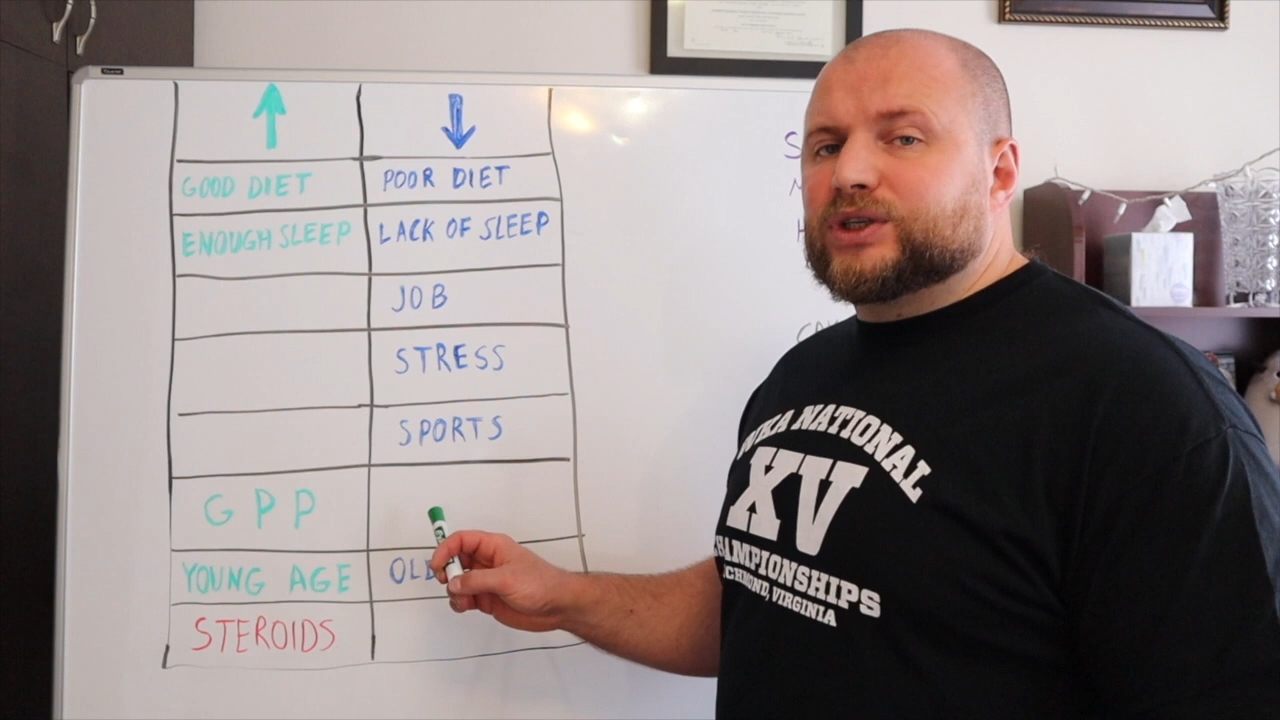 GOOD DIET
POOR DIET
ENOUGH SLEEP
LACK OF SLEEP
JOB
STRESS
SPORTS
GPP
YOUNG AGE
STEROIDS
NATIONAL
XV
CHAMPIONSHIPS
VIRGINIA